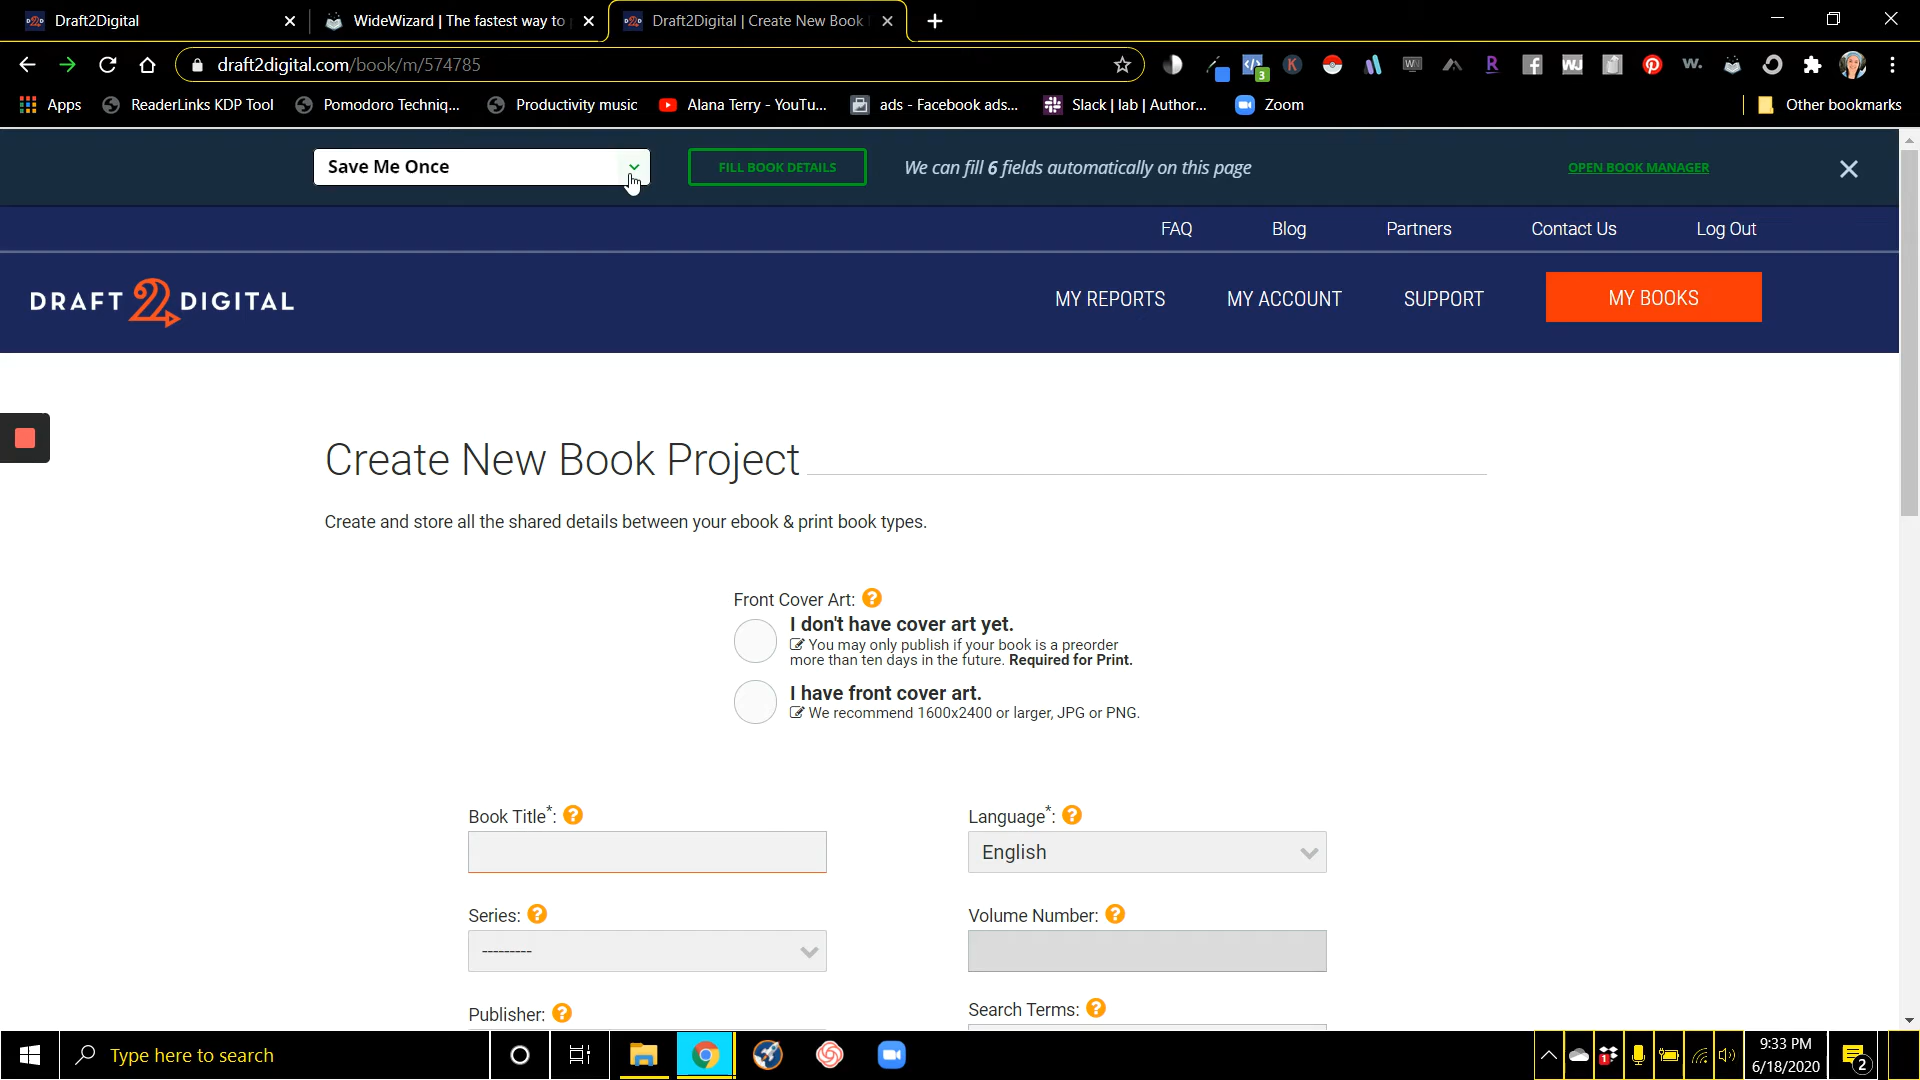 Draft2Digital
WideWizard | The fastest way to
Draft2Digital | Create New Book
draft2digital.com/book/m/574785
3
Apps
ReaderLinks KDP Tool
Pomodoro Techniq...
Productivity music
Alana Terry - YouTu...
ads - Facebook ads...
Slack | lab | Author...
Zoom
Other bookmarks
Save Me Once
FILL BOOK DETAILS
We can fill 6 fields automatically on this page
OPEN BOOK MANAGER
FAQ
Blog
Partners
Contact Us
Log Out
DRAFT 2 DIGITAL
MY REPORTS
MY ACCOUNT
SUPPORT
MY BOOKS
Create New Book Project
Create and store all the shared details between your ebook & print book types.
Front Cover Art: ?
I don't have cover art yet.
You may only publish if your book is a preorder
more than ten days in the future. Required for Print.
I have front cover art.
We recommend 1600x2400 or larger, JPG or PNG.
Book Title*: ?
Language*: ?
English
Series: ?
---------
Volume Number: ?
Publisher: ?
Search Terms: ?
Type here to search
1
9:33 PM
6/18/2020
2